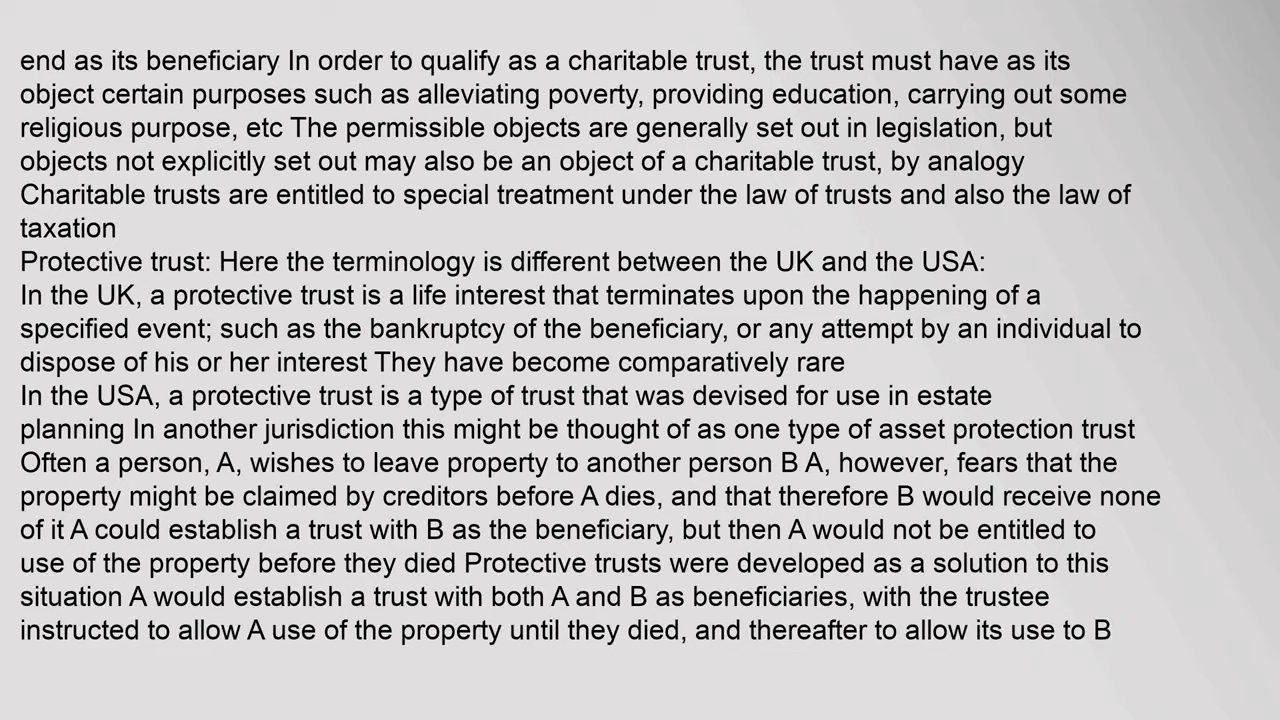 end as its beneficiary In order to qualify as a charitable trust, the trust must have as its
object certain purposes such as alleviating poverty, providing education, carrying out some
religious purpose, etc The permissible objects are generally set out in legislation, but
objects not explicitly set out may also be an object of a charitable trust, by analogy
Charitable trusts are entitled to special treatment under the law of trusts and also the law of
taxation
Protective trust: Here the terminology is different between the UK and the USA:
In the UK, a protective trust is a life interest that terminates upon the happening of a
specified event; such as the bankruptcy of the beneficiary, or any attempt by an individual to
dispose of his or her interest They have become comparatively rare
In the USA, a protective trust is a type of trust that was devised for use in estate
planning In another jurisdiction this might be thought of as one type of asset protection trust
Often a person, A, wishes to leave property to another person B A, however, fears that the
property might be claimed by creditors before A dies, and that therefore B would receive none
of it A could establish a trust with B as the beneficiary, but then A would not be entitled to
use of the property before they died Protective trusts were developed as a solution to this
situation A would establish a trust with both A and B as beneficiaries, with the trustee
instructed to allow A use of the property until they died, and thereafter to allow its use to B